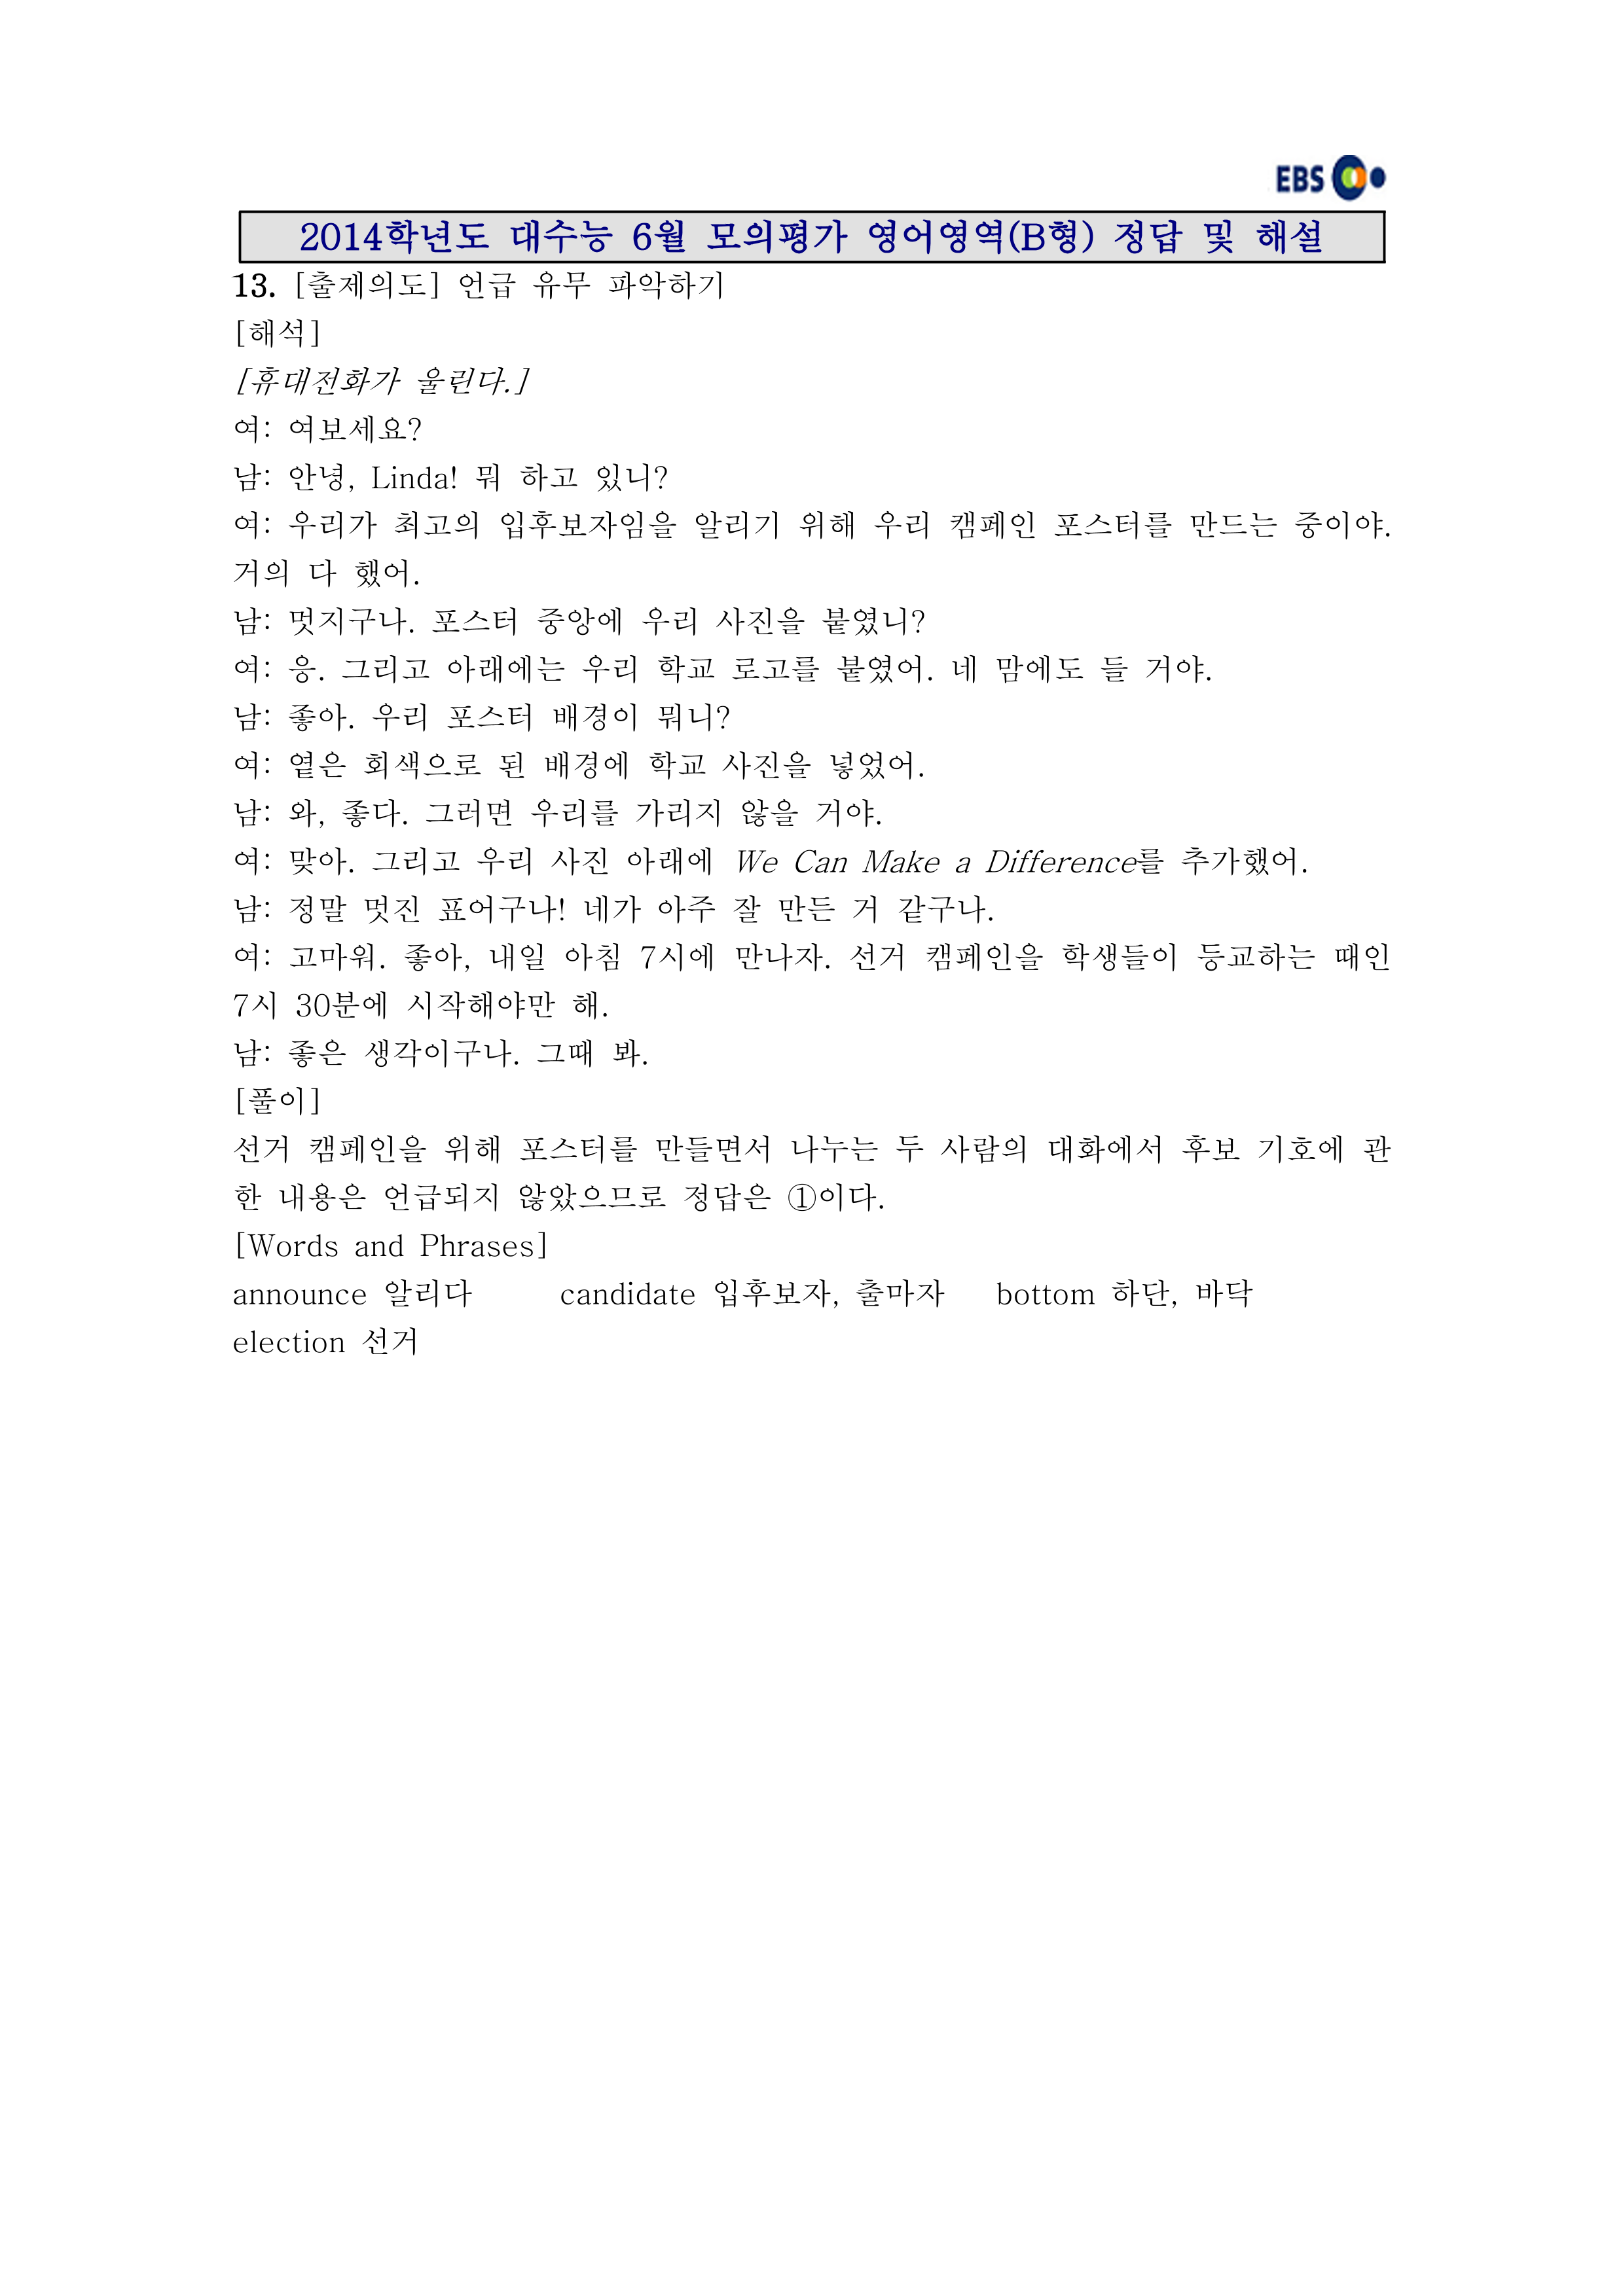 EBS
2014학년도 대수능 6월 모의평가 영어영역(B형) 정답 및 해설
13. [출제의도] 언급 유무 파악하기
[해석]
[휴대전화가 울린다.]
여: 여보세요?
남: 안녕, Linda! 뭐 하고 있니?
여: 우리가 최고의 입후보자임을 알리기 위해 우리 캠페인 포스터를 만드는 중이야.
거의 다 했어.
남: 멋지구나. 포스터 중앙에 우리 사진을 붙였니?
여: 응. 그리고 아래에는 우리 학교 로고를 붙였어. 네 맘에도 들 거야.
남: 좋아. 우리 포스터 배경이 뭐니?
여: 옅은 회색으로 된 배경에 학교 사진을 넣었어.
남: 와, 좋다. 그러면 우리를 가리지 않을 거야.
여: 맞아. 그리고 우리 사진 아래에 We Can Make a Difference를 추가했어.
남: 정말 멋진 표어구나! 네가 아주 잘 만든 거 같구나.
여: 고마워. 좋아, 내일 아침 7시에 만나자. 선거 캠페인을 학생들이 등교하는 때인
7시 30분에 시작해야만 해.
남: 좋은 생각이구나. 그때 봐.
[풀이]
선거 캠페인을 위해 포스터를 만들면서 나누는 두 사람의 대화에서 후보 기호에 관
한 내용은 언급되지 않았으므로 정답은 ①이다.
[Words and Phrases]
announce 알리다 candidate 입후보자, 출마자 bottom 하단, 바닥
election 선거